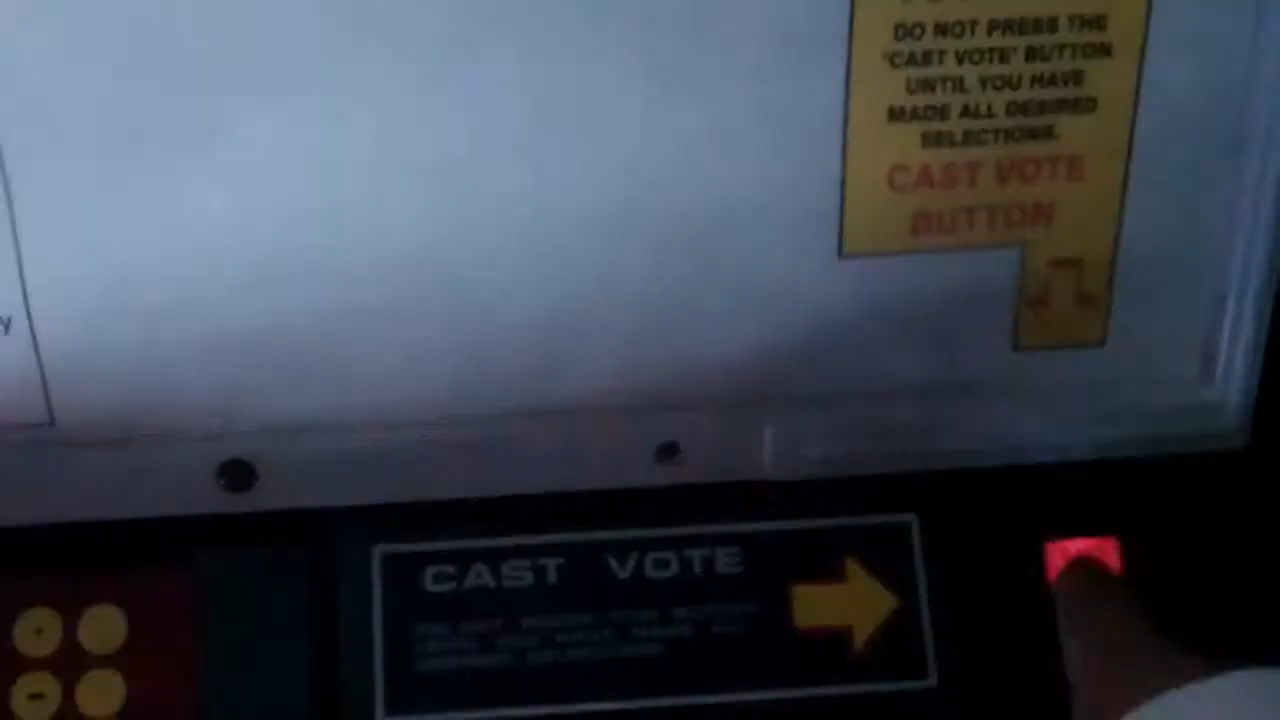 DO NOT PRESS THE
'CAST VOTE' BUTTON
UNTIL YOU HAVE
MADE ALL DESIRED
SELECTIONS.
CAST VOTE
BUTTON
y
CAST VOTE